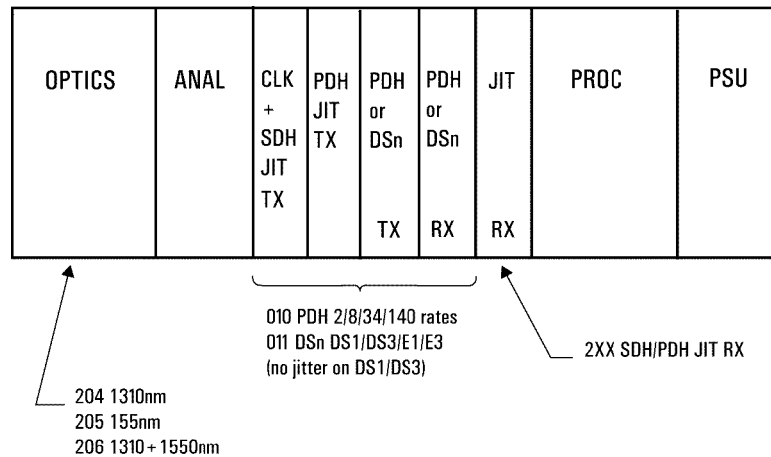 OPTICS
ANAL
CLK
+
SDH
JIT
TX
PDH
JIT
TX
PDH
or
DSn
TX
PDH
or
DSn
RX
JIT
RX
PROC
PSU
010 PDH 2/8/34/140 rates
011 DSn DS1/DS3/E1/E3
(no jitter on DS1/DS3)
2XX SDH/PDH JIT RX
204 1310nm
205 155nm
206 1310+1550nm